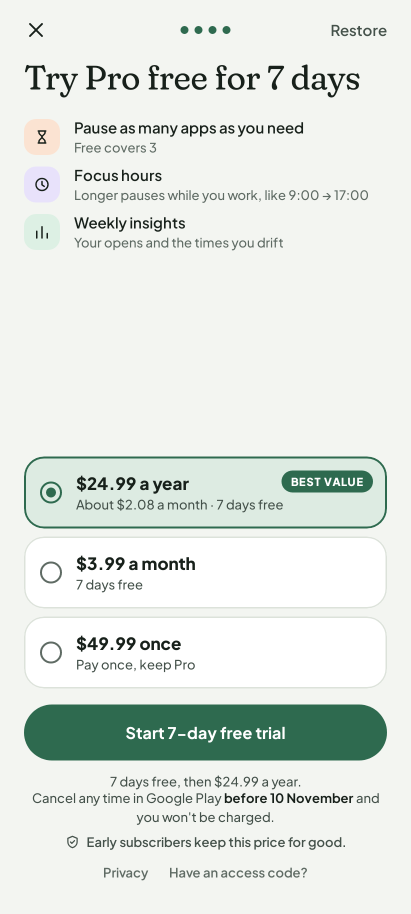 Restore
Try Pro free for 7 days
Pause as many apps as you need
Free covers 3
Focus hours
Longer pauses while you work, like 9:00 → 17:00
Weekly insights
Your opens and the times you drift
$24.99 a year
BEST VALUE
About $2.08 a month · 7 days free
$3.99 a month
7 days free
$49.99 once
Pay once, keep Pro
Start 7-day free trial
7 days free, then $24.99 a year.
Cancel any time in Google Play before 10 November and
you won't be charged.
Early subscribers keep this price for good.
Privacy Have an access code?